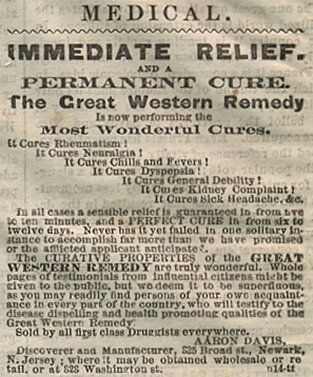 MEDICAL.
IMMEDIATE RELIEF.
AND A
PERMANENT CURE.
The Great Western Remedy
Is now performing the
Most Wonderful Cures.
It Cures Rheumatism!
It Cures Neuralgia!
It Cures Chills and Fevers!
It Cures Dyspepsia!
It Cures General Debility!
It Cures Kidney Complaint!
It Cures Sick Headache, &c.
In all cases a sensible relief is guaranteed in from five
to ten minutes, and a PERFECT CURE in from six to
twelve days. Never has it yet failed in one solitary in-
stance to accomplish far more than we have promised
or the afflicted applicant anticipate?.
The CURATIVE PROPERTIES of the GREAT
WESTERN REMEDY are truly wonderful. Whole
pages of testimonials from influential citizens might be
given to the public, but we deem it to be superfluous,
as you may readily find persons of your own acquaint-
ance in every part of the country, who will testify to the
disease dispelling and health promoting qualities of the
Great Western Remedy.
Sold by all first class Druggists everywhere.
AARON DAVIS,
Discoverer and Manufacturer, 825 Broad st., Newark,
N. Jersey; where it may be obtained wholesale or re
tail, or at 828 Washington st. n14-tf